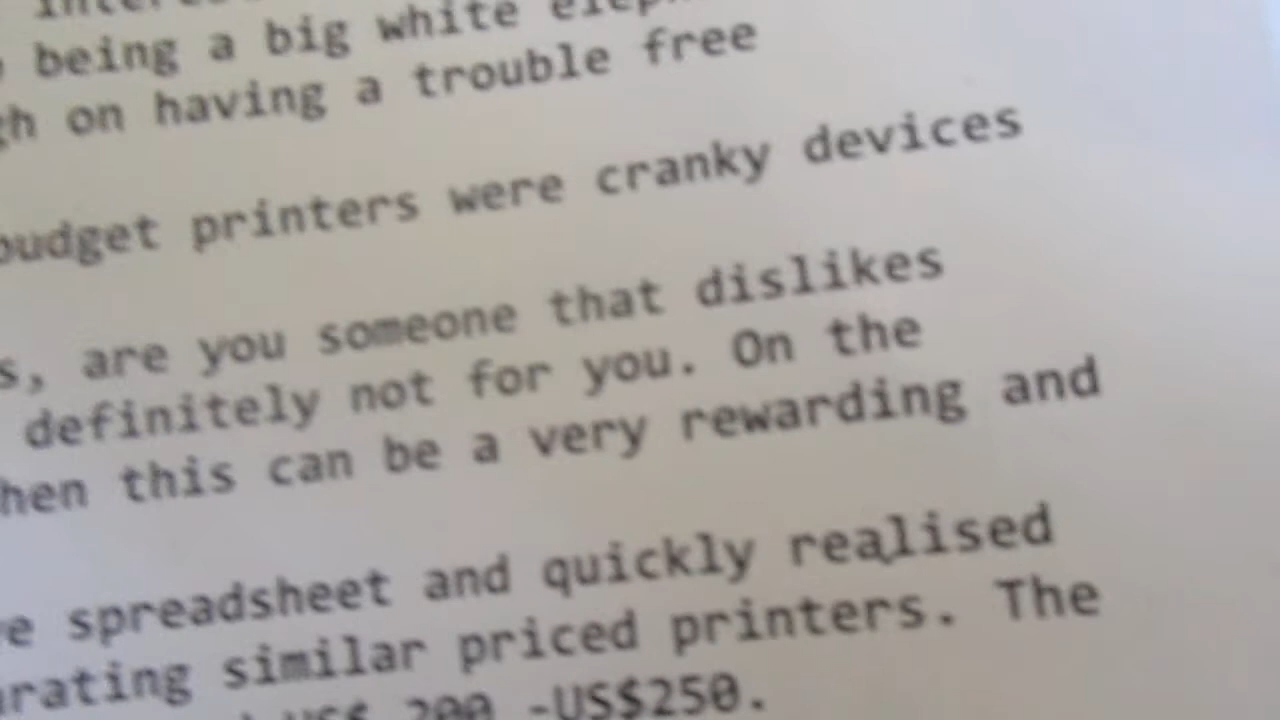 being a big white
on having a trouble free
budget printers were cranky devices
are you someone that dislikes
definitely not for you. On the
this can be a very rewarding and
spreadsheet and quickly realised
similar priced printers. The
US$ 200 -US$250.